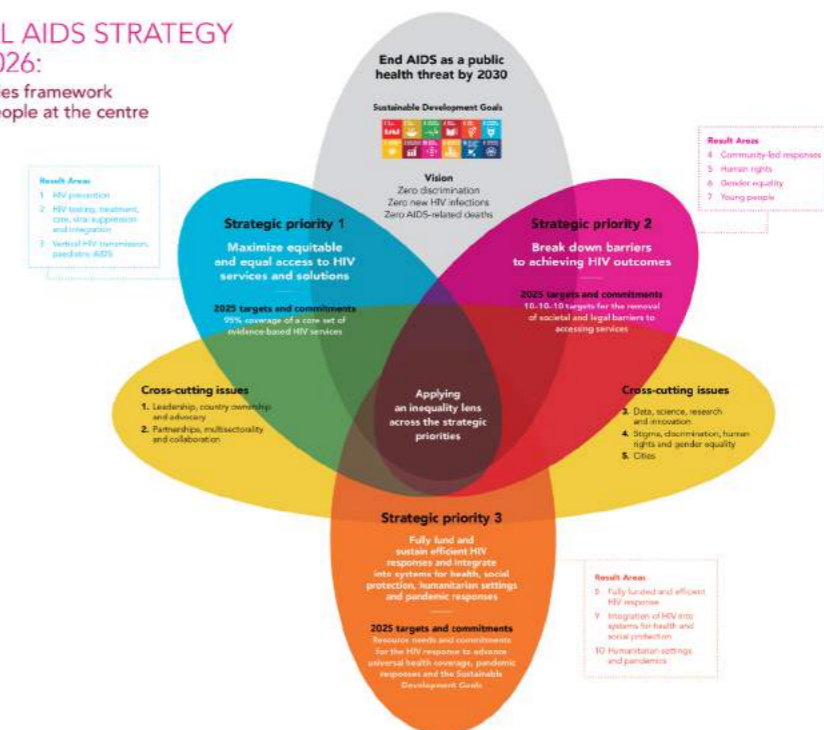 L AIDS STRATEGY
026:
ies framework
eople at the centre
End AIDS as a public
health threat by 2030
Sustainable Development Goals
Vision
Zero discrimination
Zero new HIV infections
Zero AIDS-related deaths
Result Areas
1 HIV prevention
2 HIV testing, treatment,
care, viral suppression
and integration
3 Vertical HIV transmission,
paediatric AIDS
Strategic priority 1
Maximize equitable
and equal access to HIV
services and solutions
2025 targets and commitments
95% coverage of a core set of
evidence-based HIV services
Strategic priority 2
Break down barriers
to achieving HIV outcomes
2025 targets and commitments
10-10-10 targets for the removal
of societal and legal barriers to
accessing services
Result Areas
4 Community-led responses
5 Human rights
6 Gender equality
7 Young people
Cross-cutting issues
1. Leadership, country ownership
and advocacy
2. Partnerships, multisectorality
and collaboration
Applying
an inequality lens
across the strategic
priorities
Cross-cutting issues
3. Data, science, research
and innovation
4. Stigma, discrimination, human
rights and gender equality
5. Cities
Strategic priority 3
Fully fund and
sustain efficient HIV
responses and integrate
into systems for health, social
protection, humanitarian settings
and pandemic responses
2025 targets and commitments
Resource needs and commitments
for the HIV response to advance
universal health coverage, pandemic
responses and the Sustainable
Development Goals
Result Areas
8 Fully funded and efficient
HIV response
9 Integration of HIV into
systems for health and
social protection
10 Humanitarian settings
and pandemics